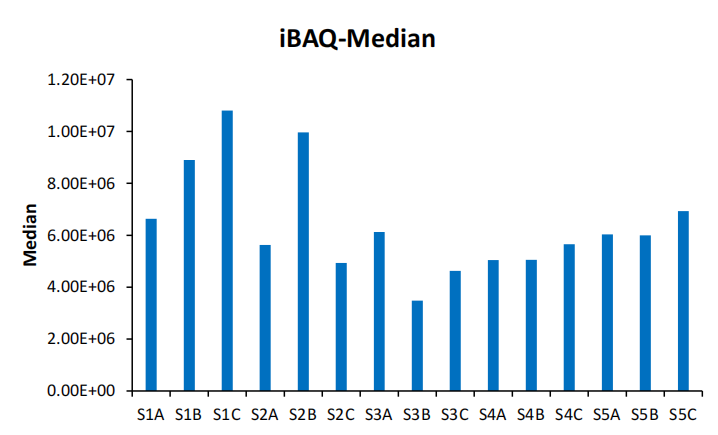 iBAQ-Median
1.20E+07
1.00E+07
8.00E+06
6.00E+06
4.00E+06
2.00E+06
0.00E+00
Median
S1A S1B S1C S2A S2B S2C S3A S3B S3C S4A S4B S4C S5A S5B S5C